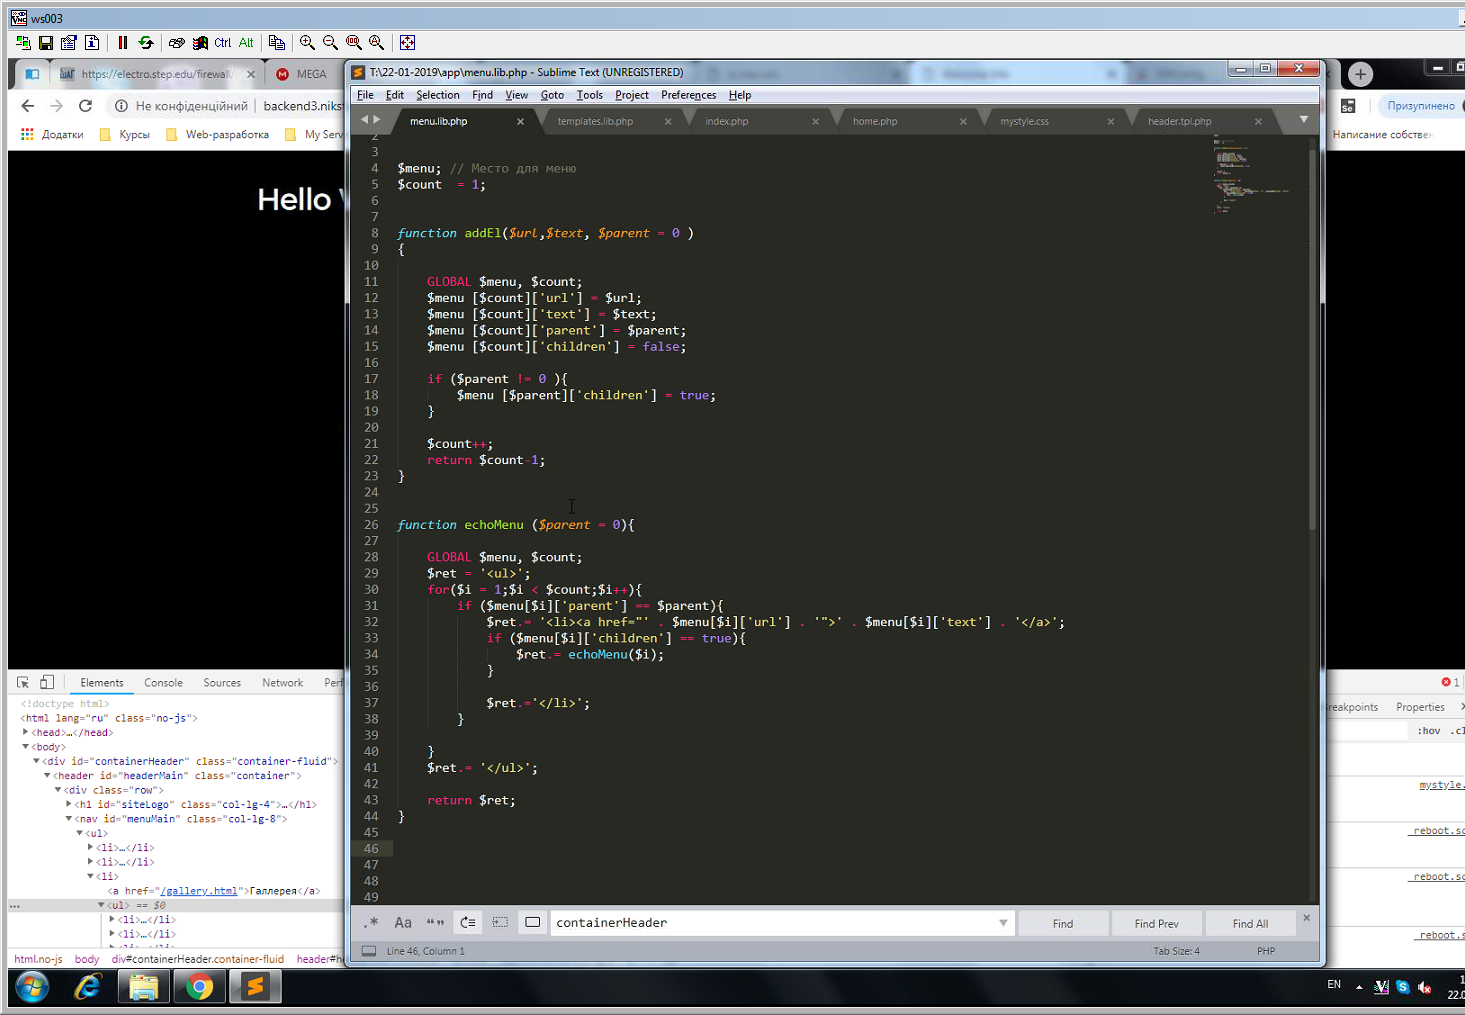 ws003
Ctrl Alt
https://electro.step.edu/firewall/
MEGA
Не конфіденційний
backend3.nikst
Призупинено
Додатки
Курсы
Web-разработка
My Serv
Написание собстве
Hello
T:\22-01-2019\app\menu.lib.php - Sublime Text (UNREGISTERED)
File Edit Selection Find View Goto Tools Project Preferences Help
menu.lib.php
templates.lib.php
index.php
home.php
mystyle.css
header.tpl.php
2
3
4 $menu; // Место для меню
5 $count  = 1;
6
7
8 function addEl($url,$text, $parent = 0 )
9 {
10
11 GLOBAL $menu, $count;
12 $menu [$count]['url'] = $url;
13 $menu [$count]['text'] = $text;
14 $menu [$count]['parent'] = $parent;
15 $menu [$count]['children'] = false;
16
17 if ($parent != 0 ){
18 $menu [$parent]['children'] = true;
19 }
20
21 $count++;
22 return $count-1;
23 }
24
25
26 function echoMenu ($parent = 0){
27
28 GLOBAL $menu, $count;
29 $ret = '<ul>';
30 for($i = 1;$i < $count;$i++){
31 if ($menu[$i]['parent'] == $parent){
32 $ret.= '<li><a href="' . $menu[$i]['url'] . '">' . $menu[$i]['text'] . '</a>';
33 if ($menu[$i]['children'] == true){
34 $ret.= echoMenu($i);
35 }
36
37 $ret.='</li>';
38 }
39
40 }
41 $ret.= '</ul>';
42
43 return $ret;
44 }
45
46
47
48
49
.* Aa “ ” containerHeader Find Find Prev Find All
Line 46, Column 1
Tab Size: 4
PHP
Elements Console Sources Network Perf
<!doctype html>
<html lang="ru" class="no-js">
<head>…</head>
<body>
<div id="containerHeader" class="container-fluid">
<header id="headerMain" class="container">
<div class="row">
<h1 id="siteLogo" class="col-lg-4">…</h1>
<nav id="menuMain" class="col-lg-8">
<ul>
<li>…</li>
<li>…</li>
<li>
<a href="/gallery.html">Галлерея</a>
<ul> == $0
<li>…</li>
<li>…</li>
html.no-js body div#containerHeader.container-fluid header#he
1
reakpoints Properties
:hov .cl
mystyle.
_reboot.sc
_reboot.sc
_reboot.sc
EN
22.0